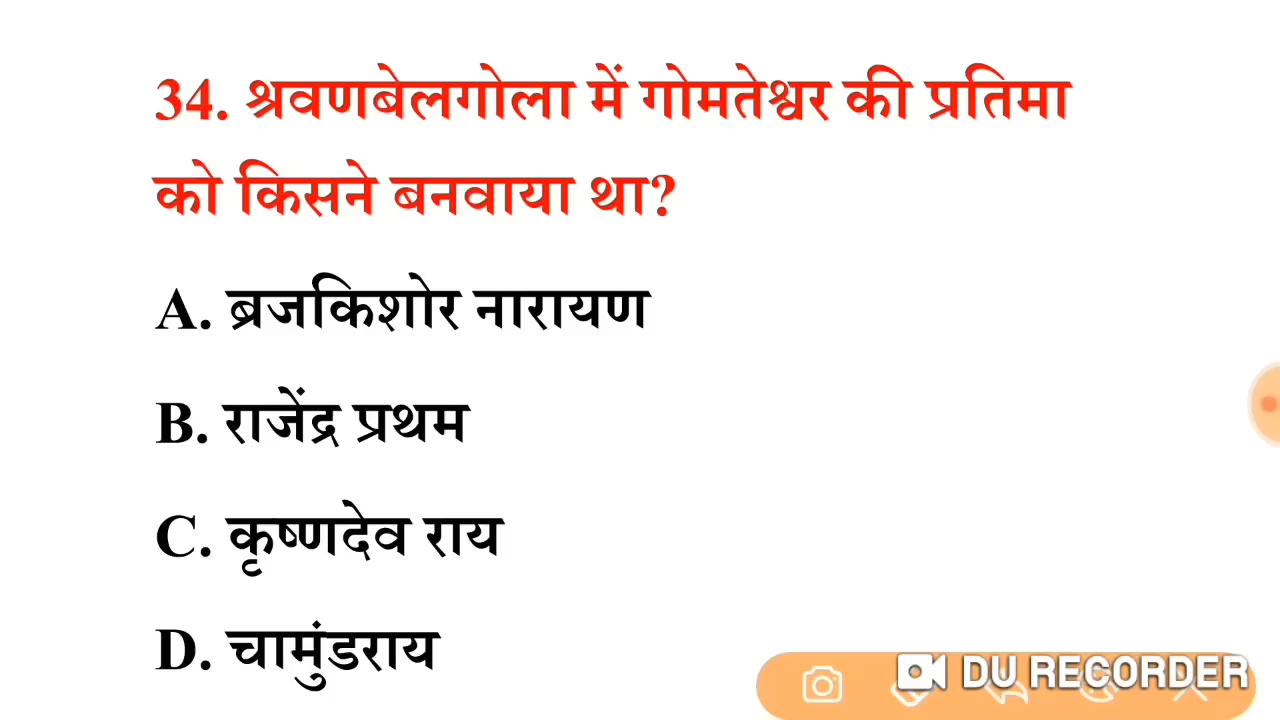 34. श्रवणबेलगोला में गोमतेश्वर की प्रतिमा
को किसने बनवाया था?
A. ब्रजकिशोर नारायण
B. राजेंद्र प्रथम
C. कृष्णदेव राय
D. चामुंडराय
DU RECORDER